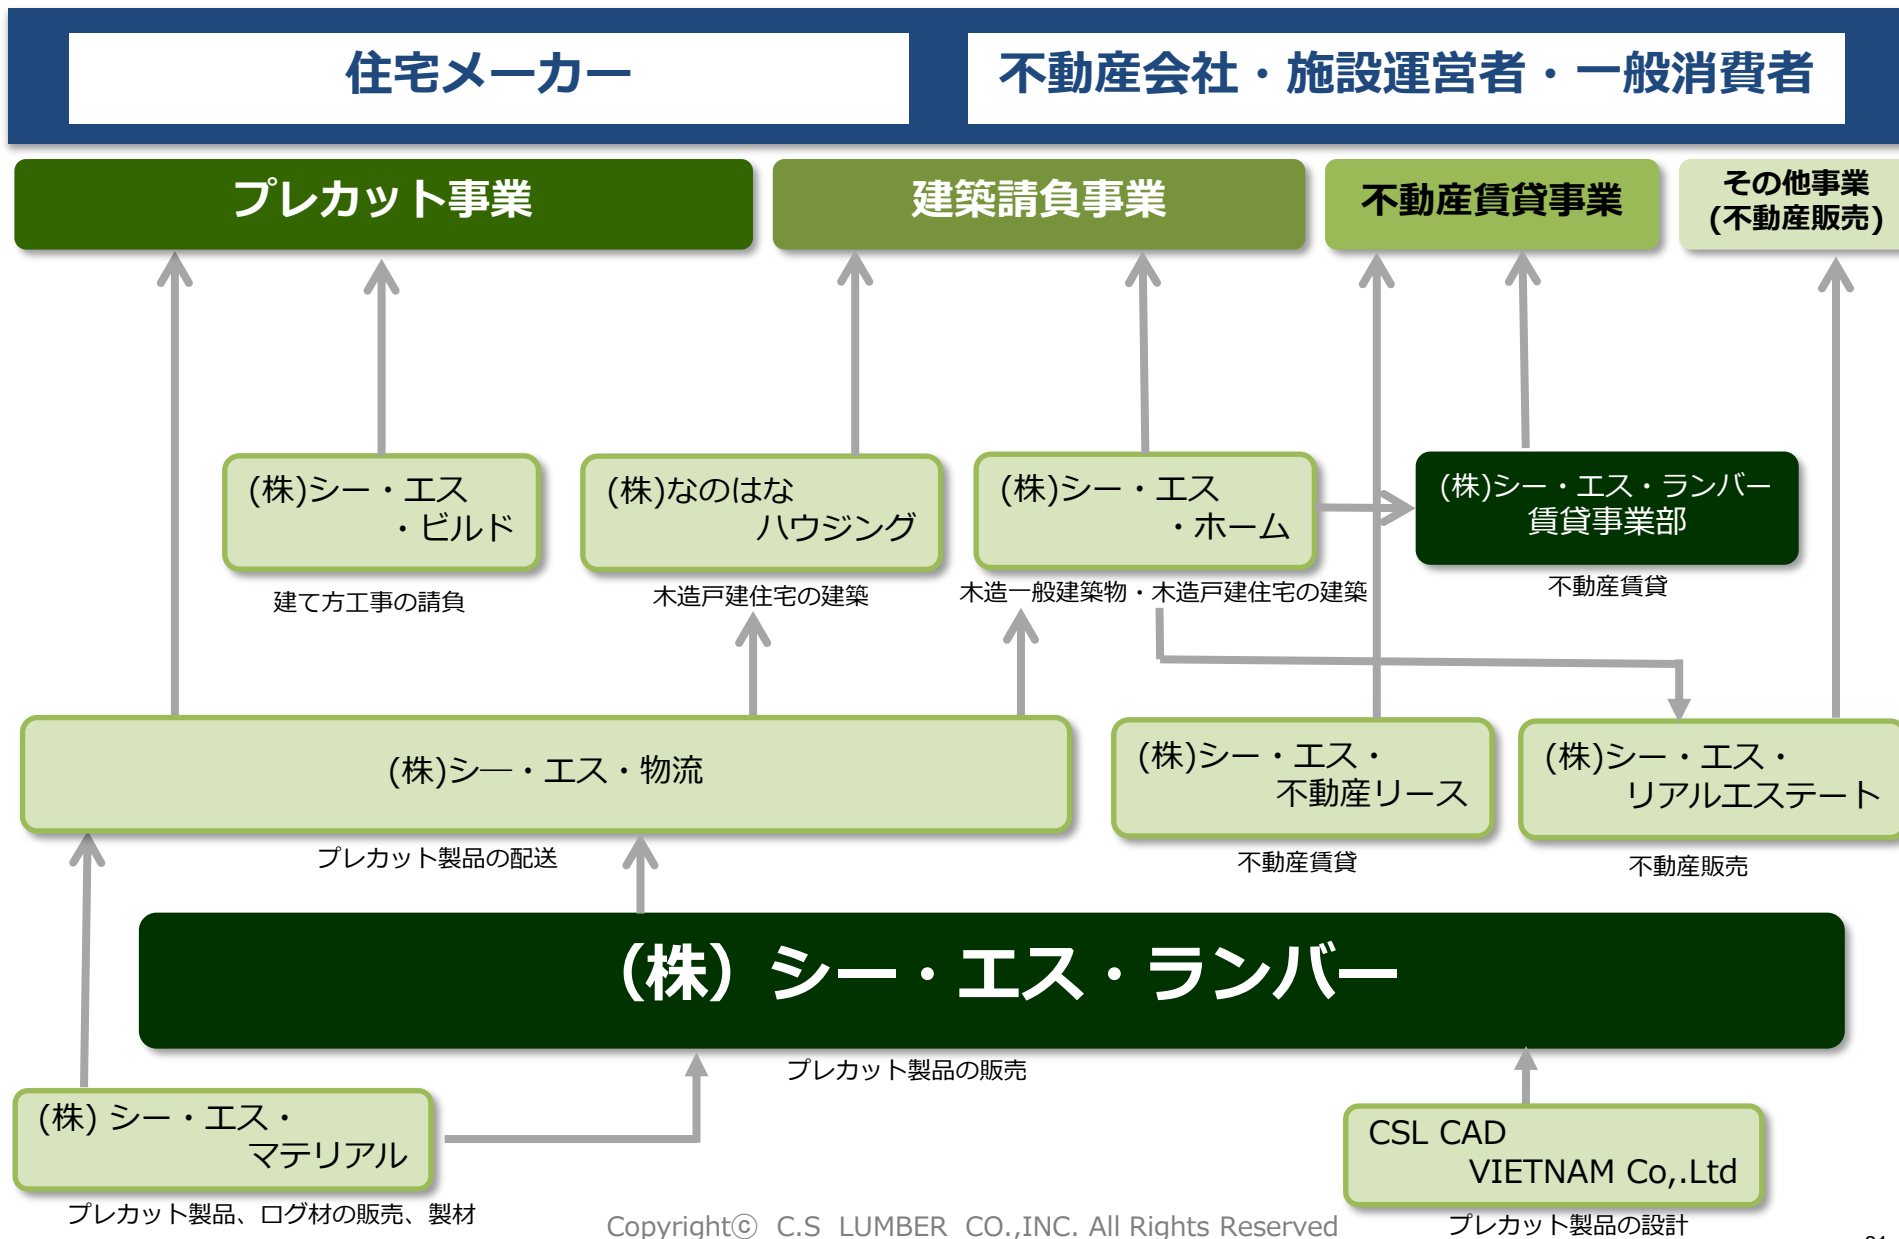 住宅メーカー
不動産会社・施設運営者・一般消費者
プレカット事業
建築請負事業
不動産賃貸事業
その他事業
(不動産販売)
(株)シー・エス
・ビルド
建て方工事の請負
(株)なのはな
ハウジング
木造戸建住宅の建築
(株)シー・エス
・ホーム
木造一般建築物・木造戸建住宅の建築
(株)シー・エス・ランバー
賃貸事業部
不動産賃貸
(株)シ―・エス・物流
プレカット製品の配送
(株)シー・エス・
不動産リース
不動産賃貸
(株)シー・エス・
リアルエステート
不動産販売
（株）シー・エス・ランバー
プレカット製品の販売
(株) シー・エス・
マテリアル
プレカット製品、ログ材の販売、製材
CSL CAD
VIETNAM Co,.Ltd
プレカット製品の設計
Copyrightⓒ C.S LUMBER CO.,INC. All Rights Reserved